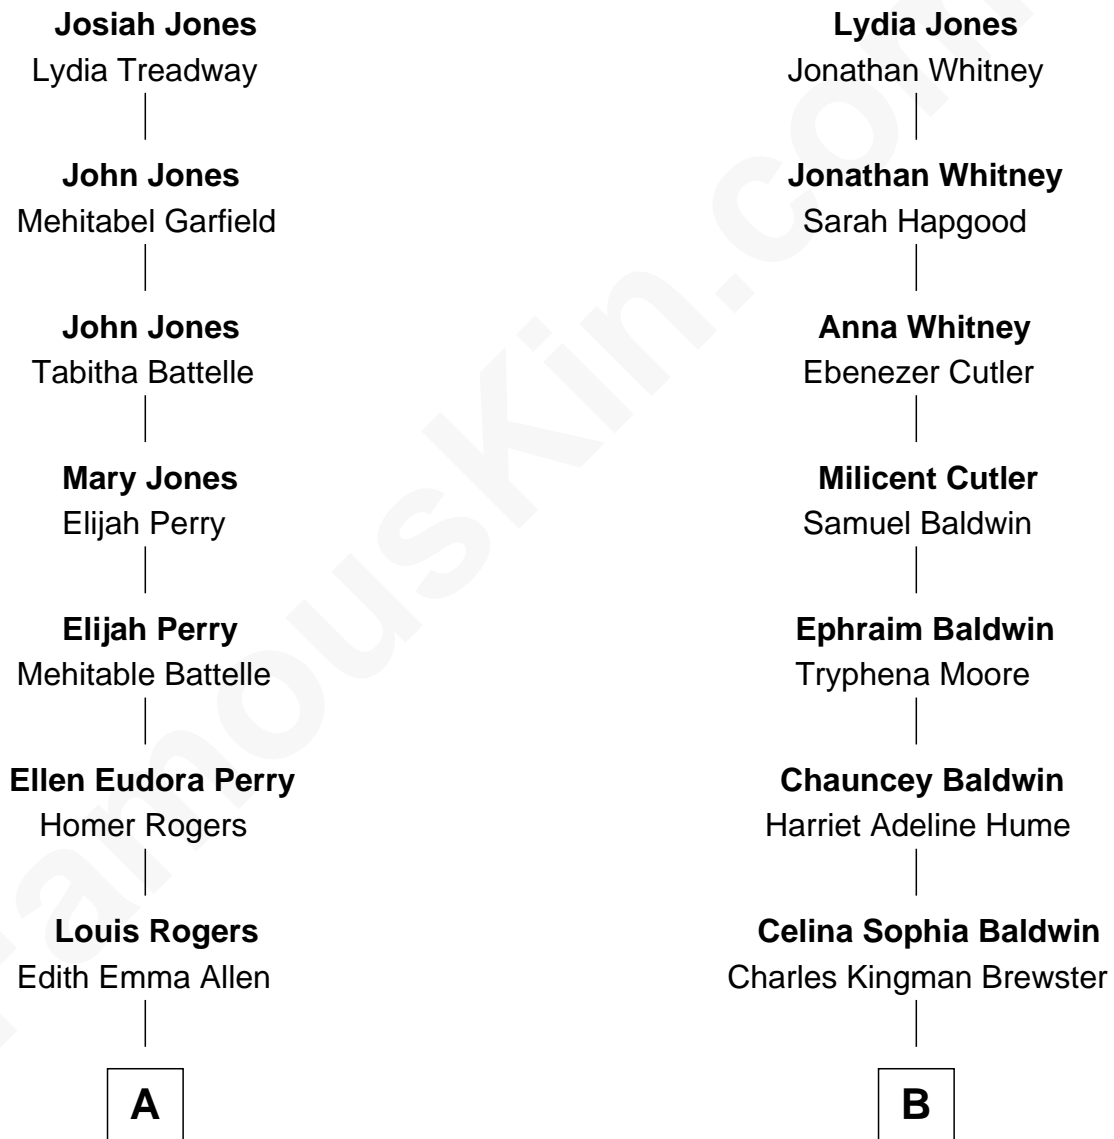 Josiah Jones
Lydia Treadway
John Jones
Mehitabel Garfield
John Jones
Tabitha Battelle
Mary Jones
Elijah Perry
Elijah Perry
Mehitable Battelle
Ellen Eudora Perry
Homer Rogers
Louis Rogers
Edith Emma Allen
A
Lydia Jones
Jonathan Whitney
Jonathan Whitney
Sarah Hapgood
Anna Whitney
Ebenezer Cutler
Milicent Cutler
Samuel Baldwin
Ephraim Baldwin
Tryphena Moore
Chauncey Baldwin
Harriet Adeline Hume
Celina Sophia Baldwin
Charles Kingman Brewster
B
FamousKin.com